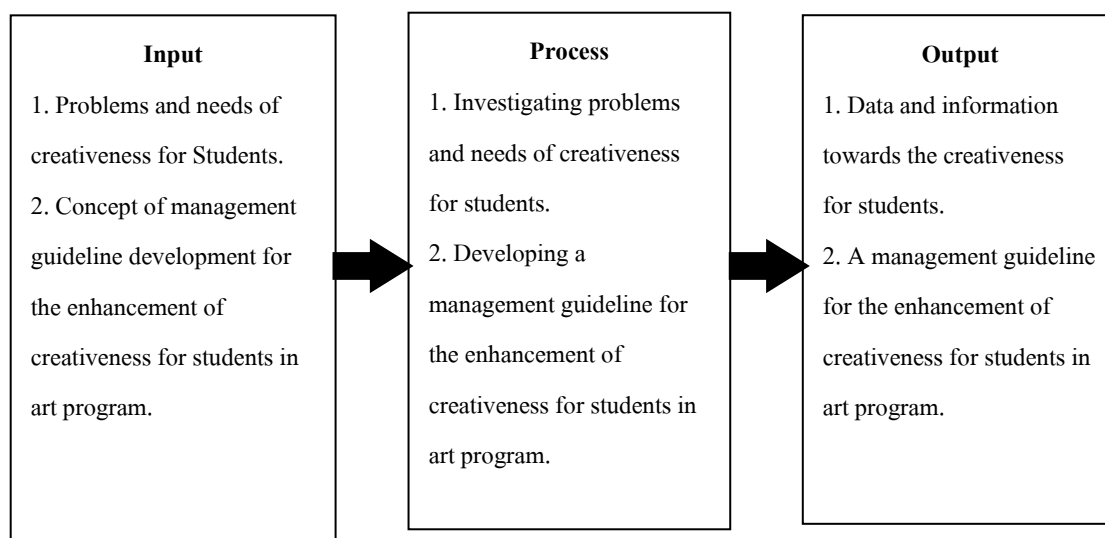 Input
1. Problems and needs of
creativeness for Students.
2. Concept of management
guideline development for
the enhancement of
creativeness for students in
art program.
Process
1. Investigating problems
and needs of creativeness
for students.
2. Developing a
management guideline for
the enhancement of
creativeness for students in
art program.
Output
1. Data and information
towards the creativeness
for students.
2. A management guideline
for the enhancement of
creativeness for students in
art program.